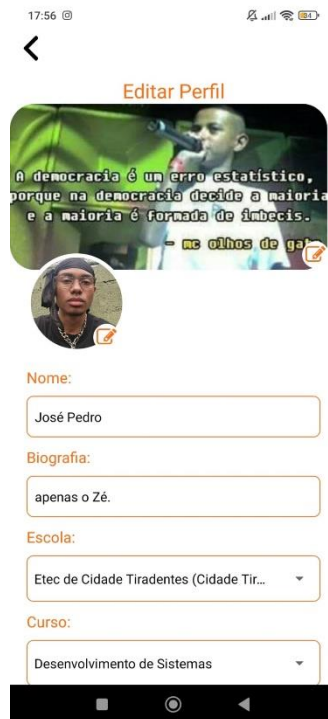 17:56
84
Editar Perfil
A democracia é um erro estatístico,
porque na democracia decide a maioria
e a maioria é formada de imbecis.
- mc olhos de
Nome:
José Pedro
Biografia:
apenas o Zé.
Escola:
Etec de Cidade Tiradentes (Cidade Tir...
Curso:
Desenvolvimento de Sistemas